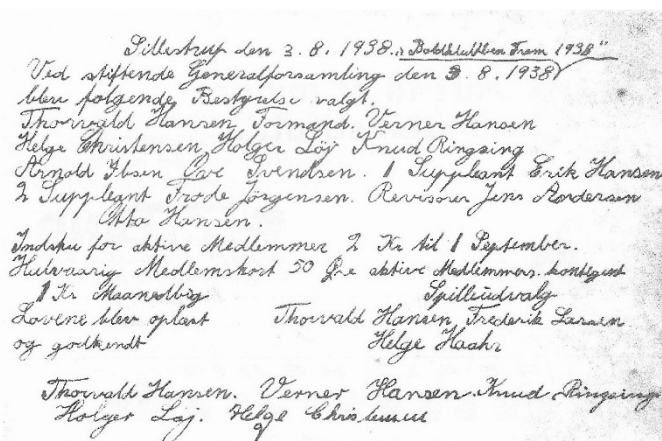 Sillestrup den 3.8.1938. "Boldklubben Frem 1938"
Ved stiftende Generalforsamling den 3.8.1938
blev følgende Bestyrelse valgt.
Thorvald Hansen Formand. Verner Hansen
Helge Christensen Holger Løj Knud Ringsing
Arnold Ibsen Ove Svendsen. 1 Suppleant Erik Hansen
2 Suppleant Frode Jörgensen. Revisorer Jens Andersen
Otto Hansen.
Indsku for aktive Medlemmer 2 Kr til 1 September.
Halvaarig Medlemskort 50 Øre aktive Medlemmers. kontigent
1 Kr Maanedlig Spilleudvalg
Lovene blev oplæst Thorvald Hansen Frederik Larsen
og godkendt Helge Haahr
Thorvald Hansen. Verner Hansen. Knud Ringsing
Holger Løj. Helge Christensen